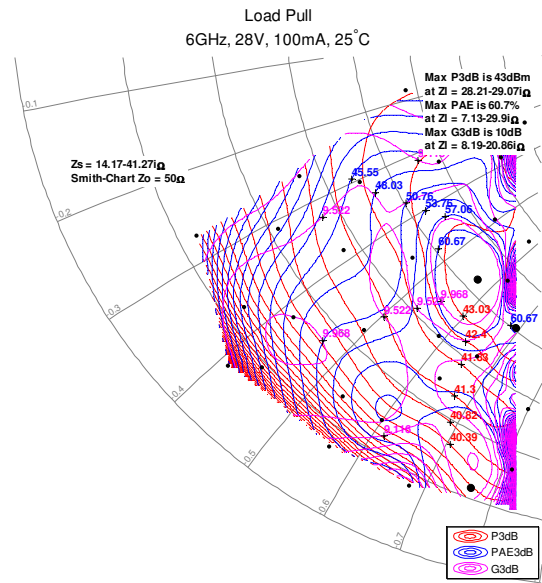 Load Pull
6GHz, 28V, 100mA, 25°C
Max P3dB is 43dBm
at Zl = 28.21-29.07iΩ
Max PAE is 60.7%
at Zl = 7.13-29.9iΩ
Max G3dB is 10dB
at Zl = 8.19-20.86iΩ
Zs = 14.17-41.27iΩ
Smith-Chart Zo = 50Ω
-0.1
-0.2
-0.3
-0.4
-0.5
-0.6
-0.7
45.55
48.03
50.76
53.76
57.06
9.522
60.67
9.968
9.522
43.03
60.67
9.522
42.4
9.968
41.83
41.3
40.82
9.116
40.39
P3dB
PAE3dB
G3dB